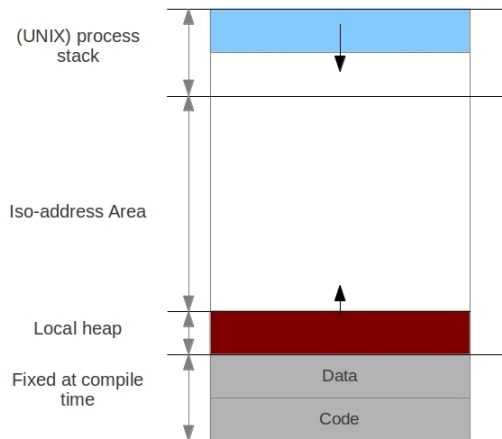 (UNIX) process
stack
Iso-address Area
Local heap
Fixed at compile
time
Data
Code